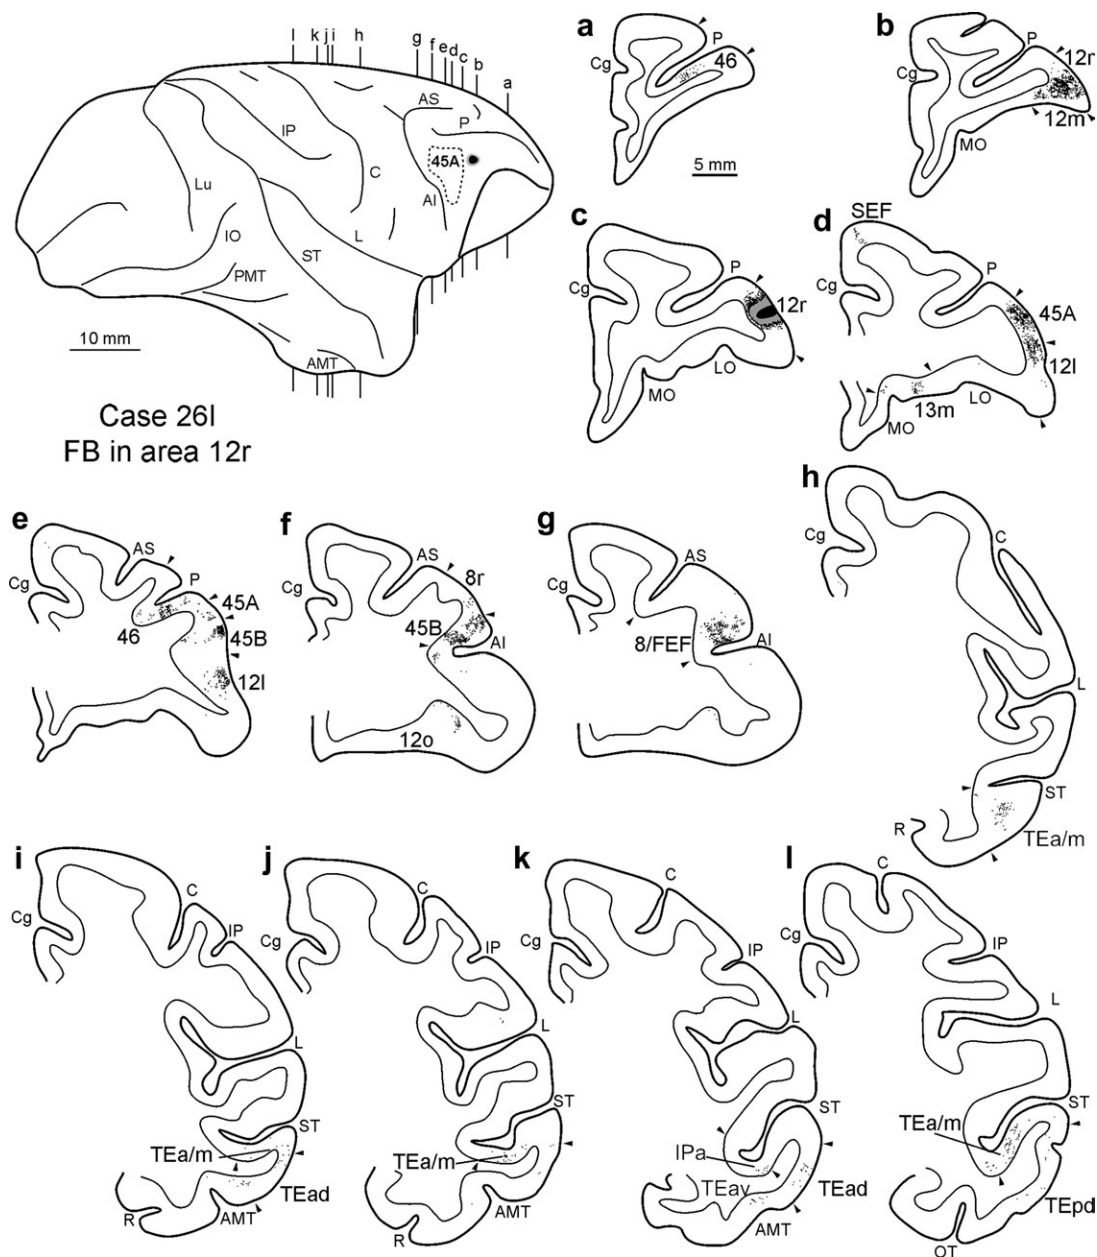 l k j i h g f e d c b a
AS
P
IP
45A
C
Lu
AI
IO
L
ST
PMT
AMT
10 mm
Case 26l
FB in area 12r
a
P
46
Cg
5 mm
b
P
12r
Cg
12m
MO
c
P
Cg
12r
LO
MO
d
SEF
P
Cg
45A
12l
LO
13m
MO
e
AS
P
Cg
45A
46
45B
12l
f
AS
8r
Cg
45B
AI
12o
g
AS
Cg
8/FEF
AI
h
Cg
C
L
ST
R
TEa/m
i
C
Cg
IP
L
ST
TEa/m
TEad
R
AMT
j
C
Cg
IP
L
ST
TEa/m
AMT
R
k
C
Cg
IP
L
ST
IPa
TEav
TEad
AMT
l
C
Cg
IP
L
ST
TEa/m
TEpd
OT